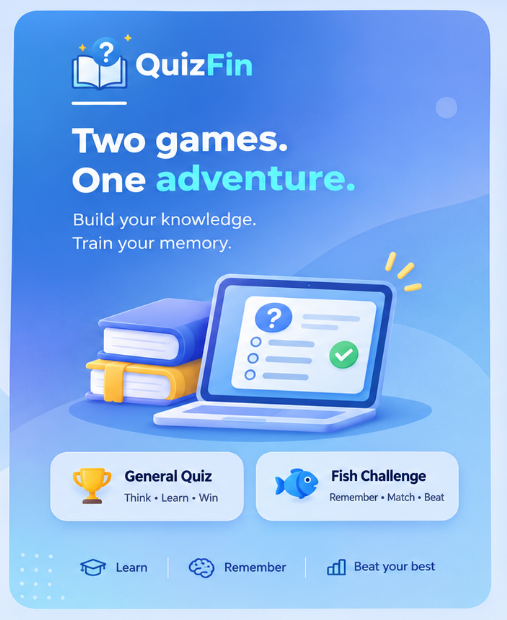 ?
QuizFin
Two games.
One adventure.
Build your knowledge.
Train your memory.
?
General Quiz
Think • Learn • Win
Fish Challenge
Remember • Match • Beat
Learn
Remember
Beat your best